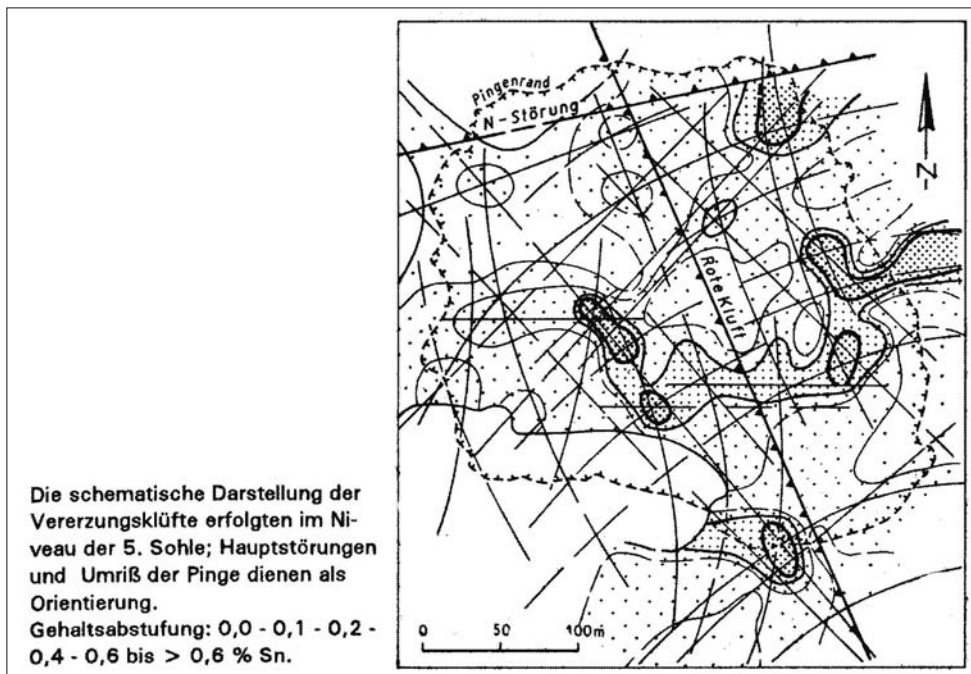 Pingenrand
N-Störung
-N-
Rote Kluft
0 50 100m
Die schematische Darstellung der
Vererzungsklüfte erfolgten im Ni-
veau der 5. Sohle; Hauptstörungen
und Umriß der Pinge dienen als
Orientierung.
Gehaltsabstufung: 0,0 - 0,1 - 0,2 -
0,4 - 0,6 bis > 0,6 % Sn.